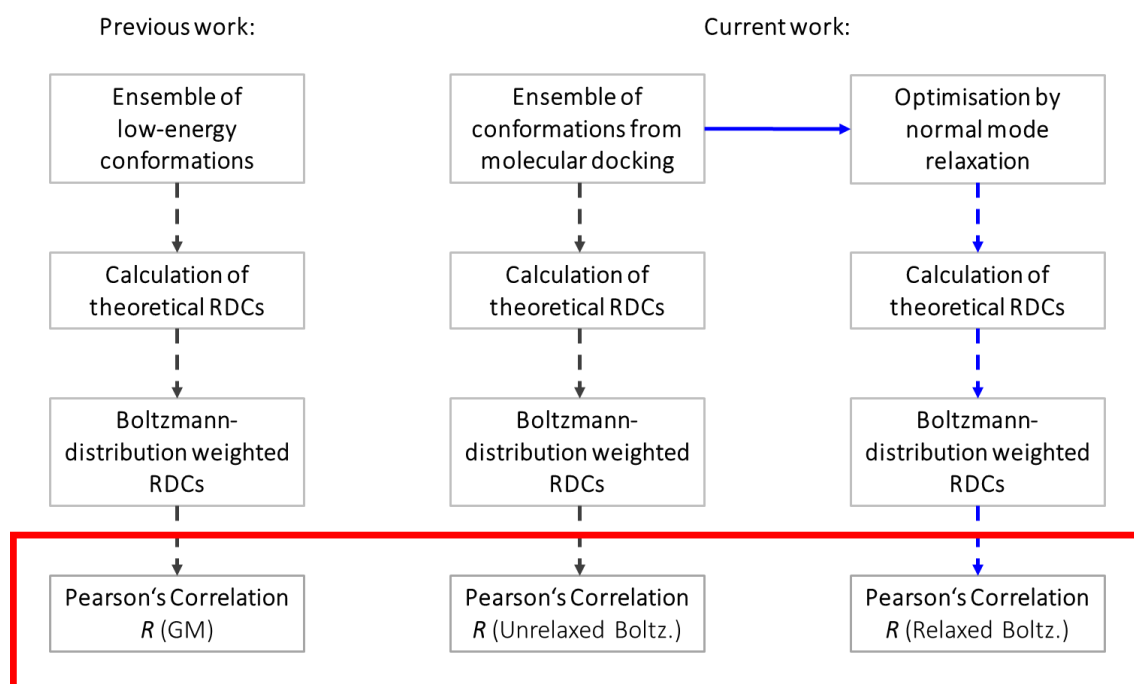 Previous work:
Current work:
Ensemble of
low-energy
conformations
Ensemble of
conformations from
molecular docking
Optimisation by
normal mode
relaxation
Calculation of
theoretical RDCs
Calculation of
theoretical RDCs
Calculation of
theoretical RDCs
Boltzmann-
distribution weighted
RDCs
Boltzmann-
distribution weighted
RDCs
Boltzmann-
distribution weighted
RDCs
Pearson‘s Correlation
R (GM)
Pearson‘s Correlation
R (Unrelaxed Boltz.)
Pearson‘s Correlation
R (Relaxed Boltz.)